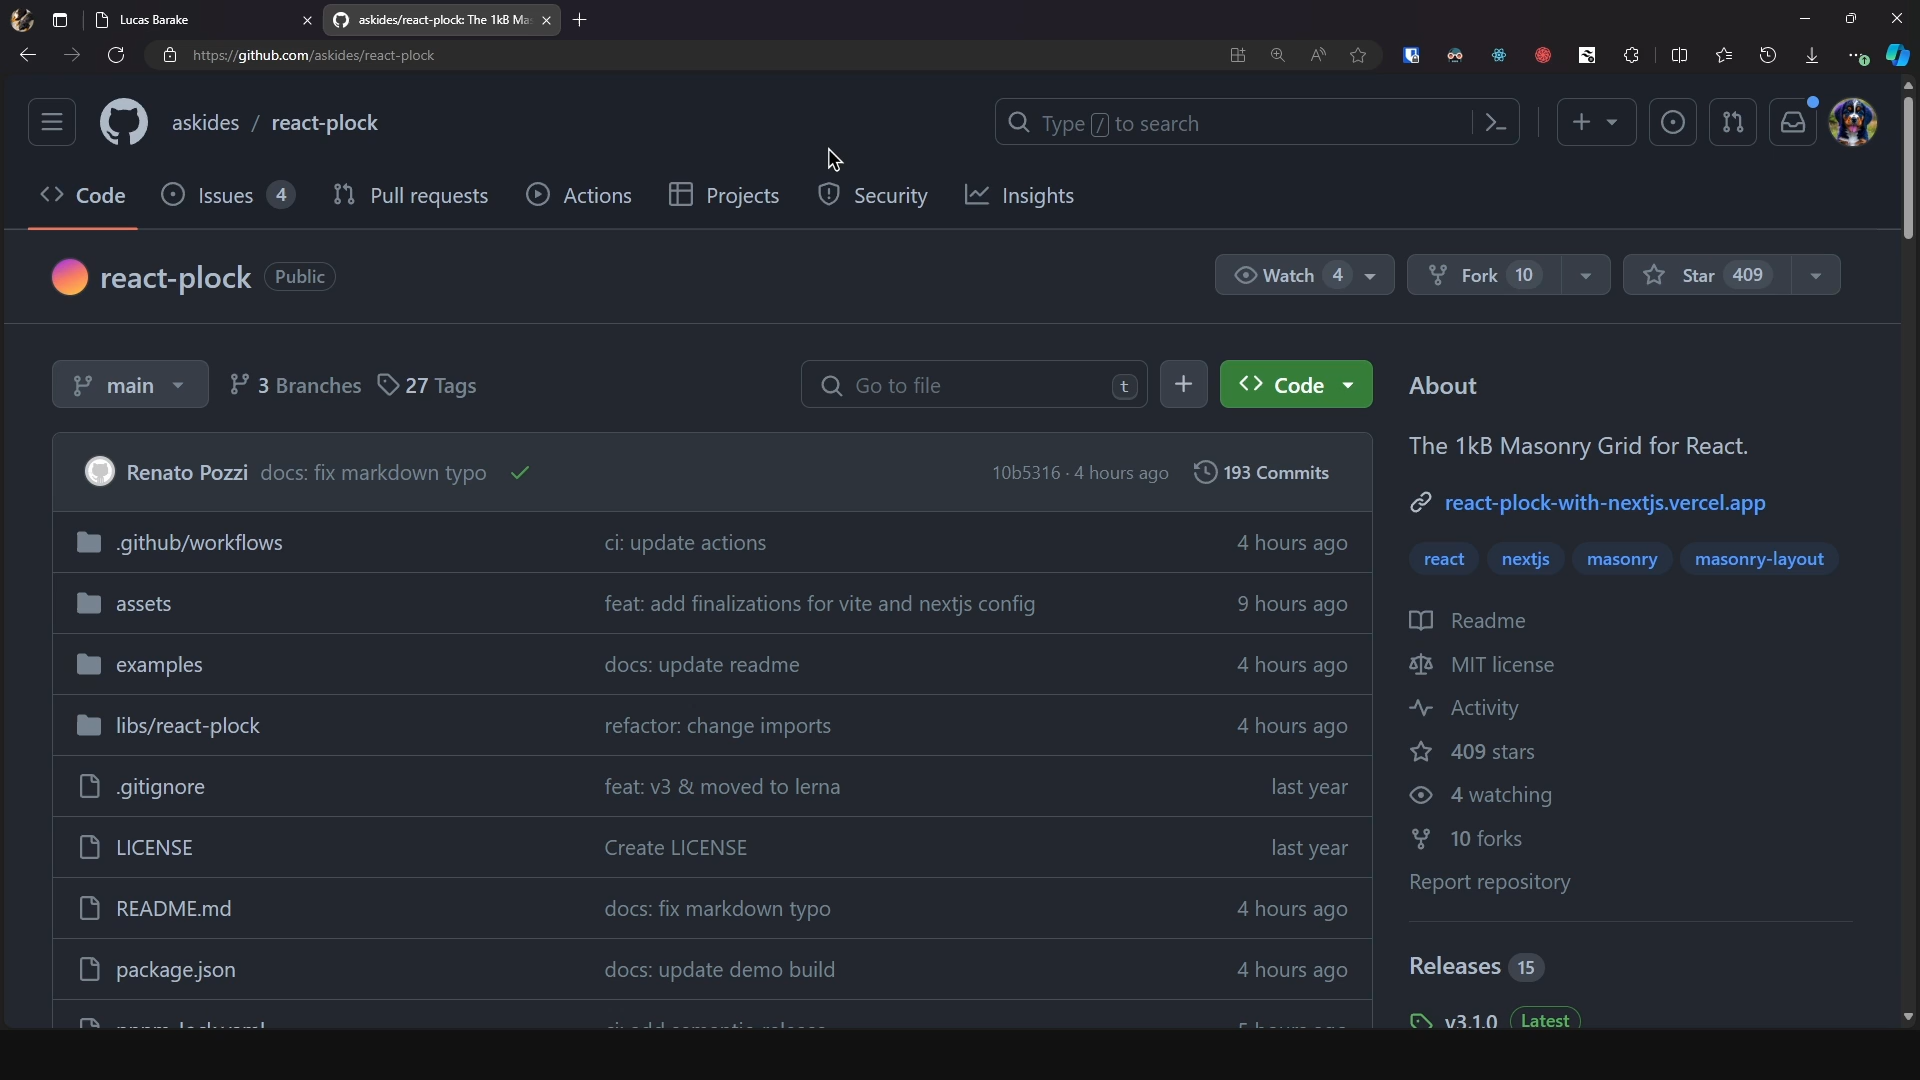 Lucas Barake
askides/react-plock: The 1kB Ma
https://github.com/askides/react-plock
askides / react-plock
Type / to search
Code
Issues 4
Pull requests
Actions
Projects
Security
Insights
react-plock Public
Watch 4
Fork 10
Star 409
main
3 Branches
27 Tags
Go to file t
Code
About
The 1kB Masonry Grid for React.
react-plock-with-nextjs.vercel.app
react nextjs masonry masonry-layout
Readme
MIT license
Activity
409 stars
4 watching
10 forks
Report repository
Releases 15
v3.1.0 Latest
Renato Pozzi docs: fix markdown typo 10b5316 · 4 hours ago 193 Commits
.github/workflows ci: update actions 4 hours ago
assets feat: add finalizations for vite and nextjs config 9 hours ago
examples docs: update readme 4 hours ago
libs/react-plock refactor: change imports 4 hours ago
.gitignore feat: v3 & moved to lerna last year
LICENSE Create LICENSE last year
README.md docs: fix markdown typo 4 hours ago
package.json docs: update demo build 4 hours ago